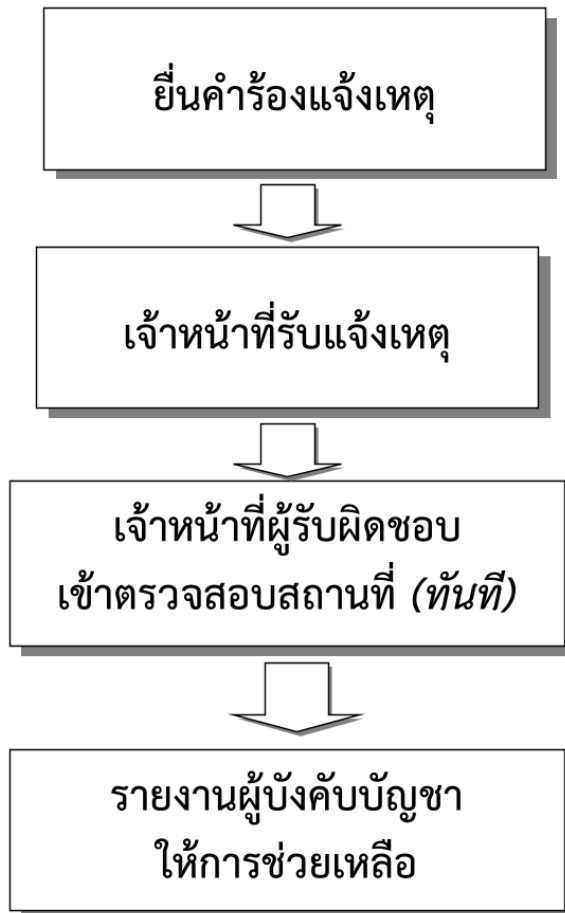 ยื่นคำร้องแจ้งเหตุ
เจ้าหน้าที่รับแจ้งเหตุ
เจ้าหน้าที่ผู้รับผิดชอบ
เข้าตรวจสอบสถานที่ (ทันที)
รายงานผู้บังคับบัญชา
ให้การช่วยเหลือ